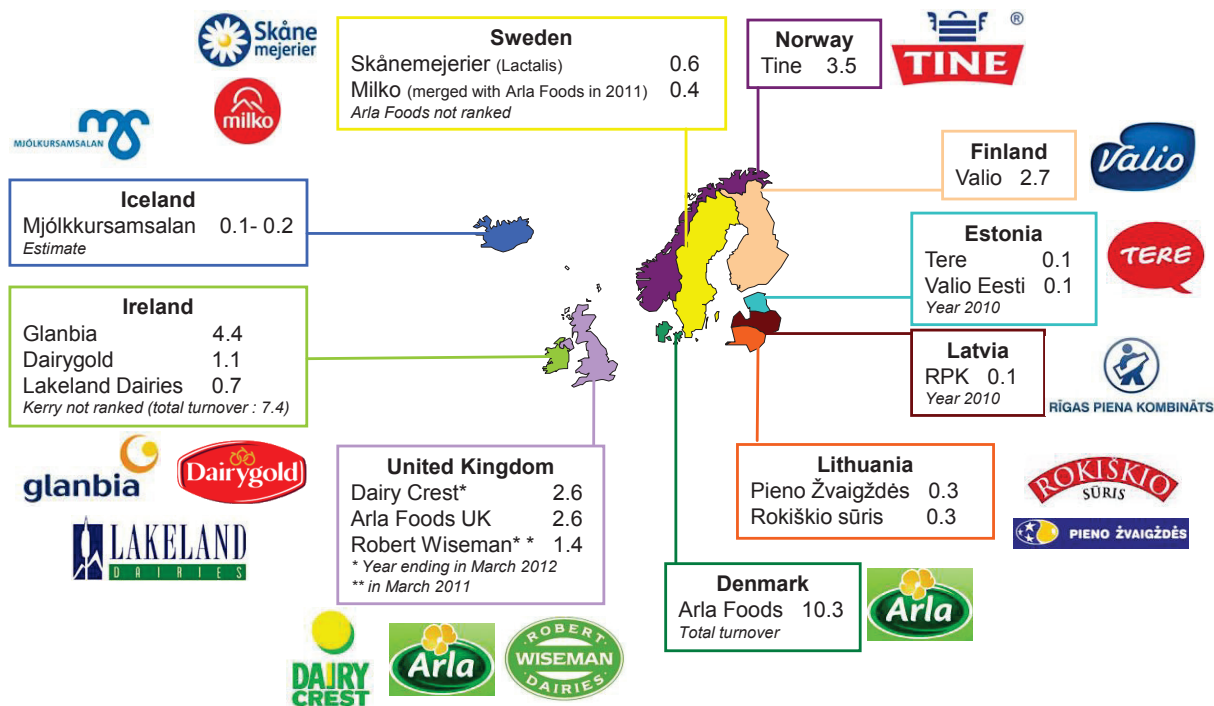 Skåne
mejerier
milko
MJÓLKURSAMSALAN
Sweden
Skånemejerier (Lactalis) 0.6
Milko (merged with Arla Foods in 2011) 0.4
Arla Foods not ranked
Norway
Tine 3.5
®
TINE
Finland
Valio 2.7
Valio
Iceland
Mjólkkursamsalan 0.1- 0.2
Estimate
Estonia
Tere 0.1
Valio Eesti 0.1
Year 2010
TERE
Ireland
Glanbia 4.4
Dairygold 1.1
Lakeland Dairies 0.7
Kerry not ranked (total turnover : 7.4)
Latvia
RPK 0.1
Year 2010
RĪGAS PIENA KOMBINĀTS
glanbia
Dairygold
LAKELAND
DAIRIES
United Kingdom
Dairy Crest* 2.6
Arla Foods UK 2.6
Robert Wiseman* * 1.4
* Year ending in March 2012
** in March 2011
Lithuania
Pieno Žvaigždės 0.3
Rokiškio sūris 0.3
ROKIŠKIO
SŪRIS
PIENO ŽVAIGŽDĖS
Denmark
Arla Foods 10.3
Total turnover
Arla
DAIRY
CREST
Arla
ROBERT
WISEMAN
DAIRIES